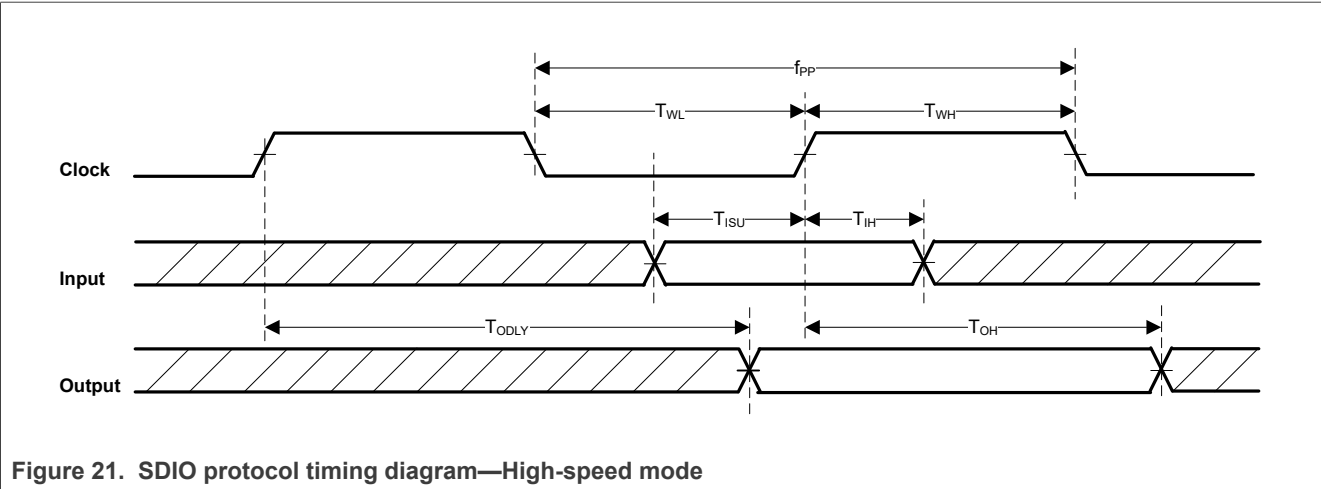 fPP
TWL TWH
Clock
TISU TIH
Input
TODLY TOH
Output
Figure 21. SDIO protocol timing diagram—High-speed mode